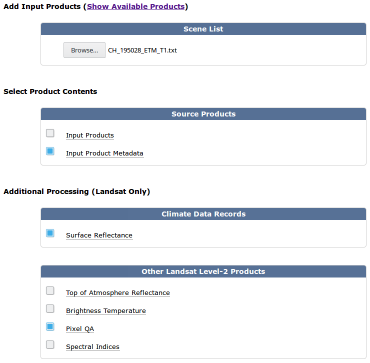 Add Input Products (Show Available Products)
Scene List
Browse... CH_195028_ETM_T1.txt
Select Product Contents
Source Products
Input Products
Input Product Metadata
Additional Processing (Landsat Only)
Climate Data Records
Surface Reflectance
Other Landsat Level-2 Products
Top of Atmosphere Reflectance
Brightness Temperature
Pixel QA
Spectral Indices